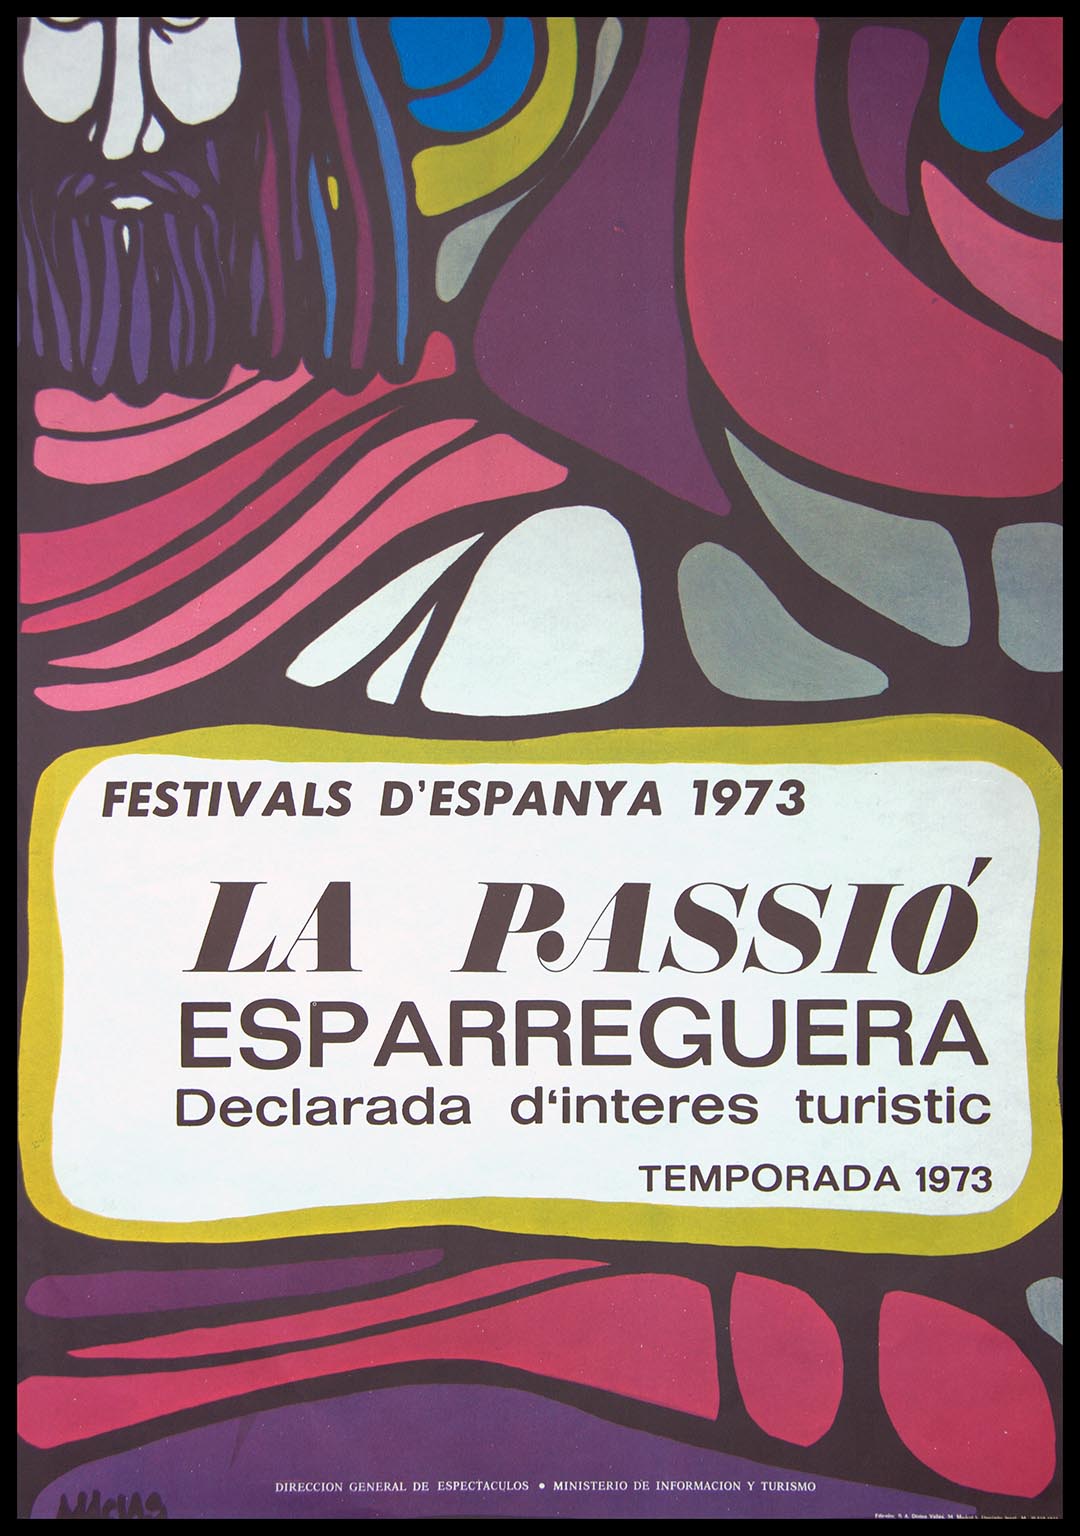 FESTIVALS D'ESPANYA 1973
LA PASSIÓ
ESPARREGUERA
Declarada d‘interes turistic
TEMPORADA 1973
DIRECCION GENERAL DE ESPECTACULOS • MINISTERIO DE INFORMACION Y TURISMO